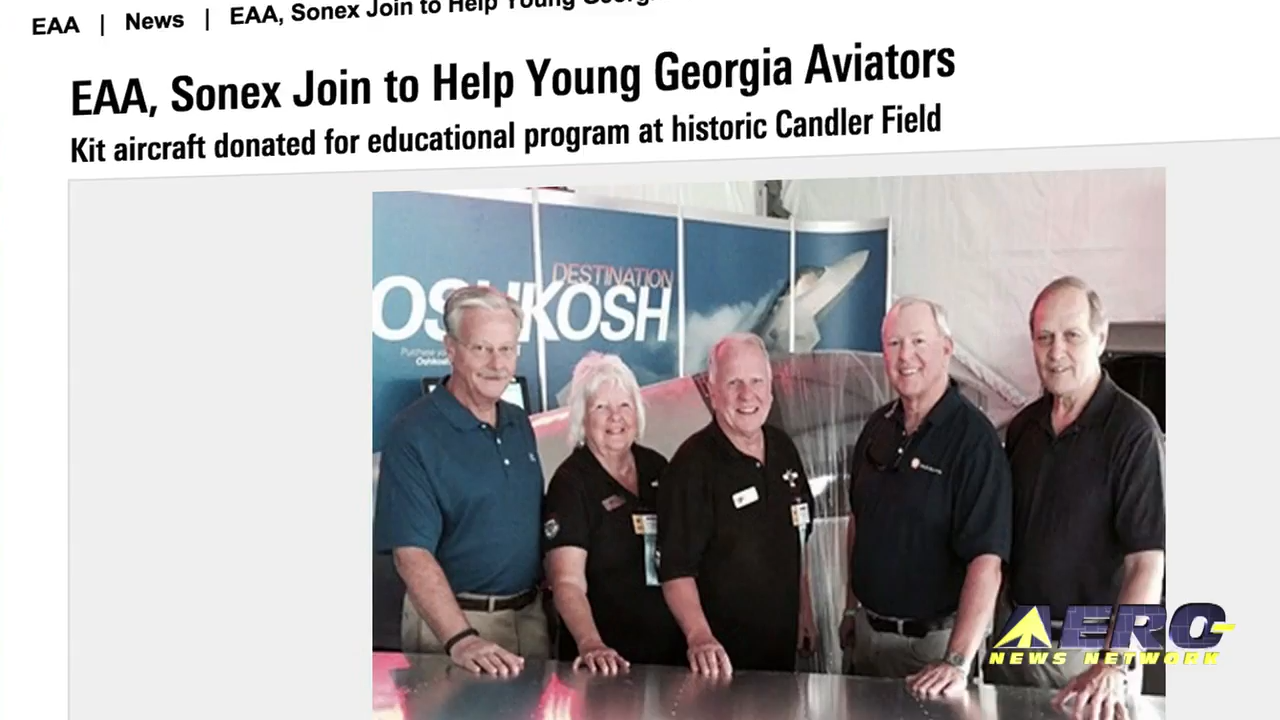 EAA | News | EAA, Sonex Join to Help Young
EAA, Sonex Join to Help Young Georgia Aviators
Kit aircraft donated for educational program at historic Candler Field
DESTINATION
OSHKOSH
AERO
NEWS NETWORK